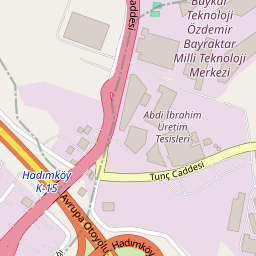 Baykar
Teknoloji
Özdemir
Bayraktar
Milli Teknoloji
Merkezi
Caddesi
Abdi İbrahim
Üretim
Tesisleri
Hadımköy
K-15
Tunç Caddesi
Avrupa Otoyolu
Hadımköy